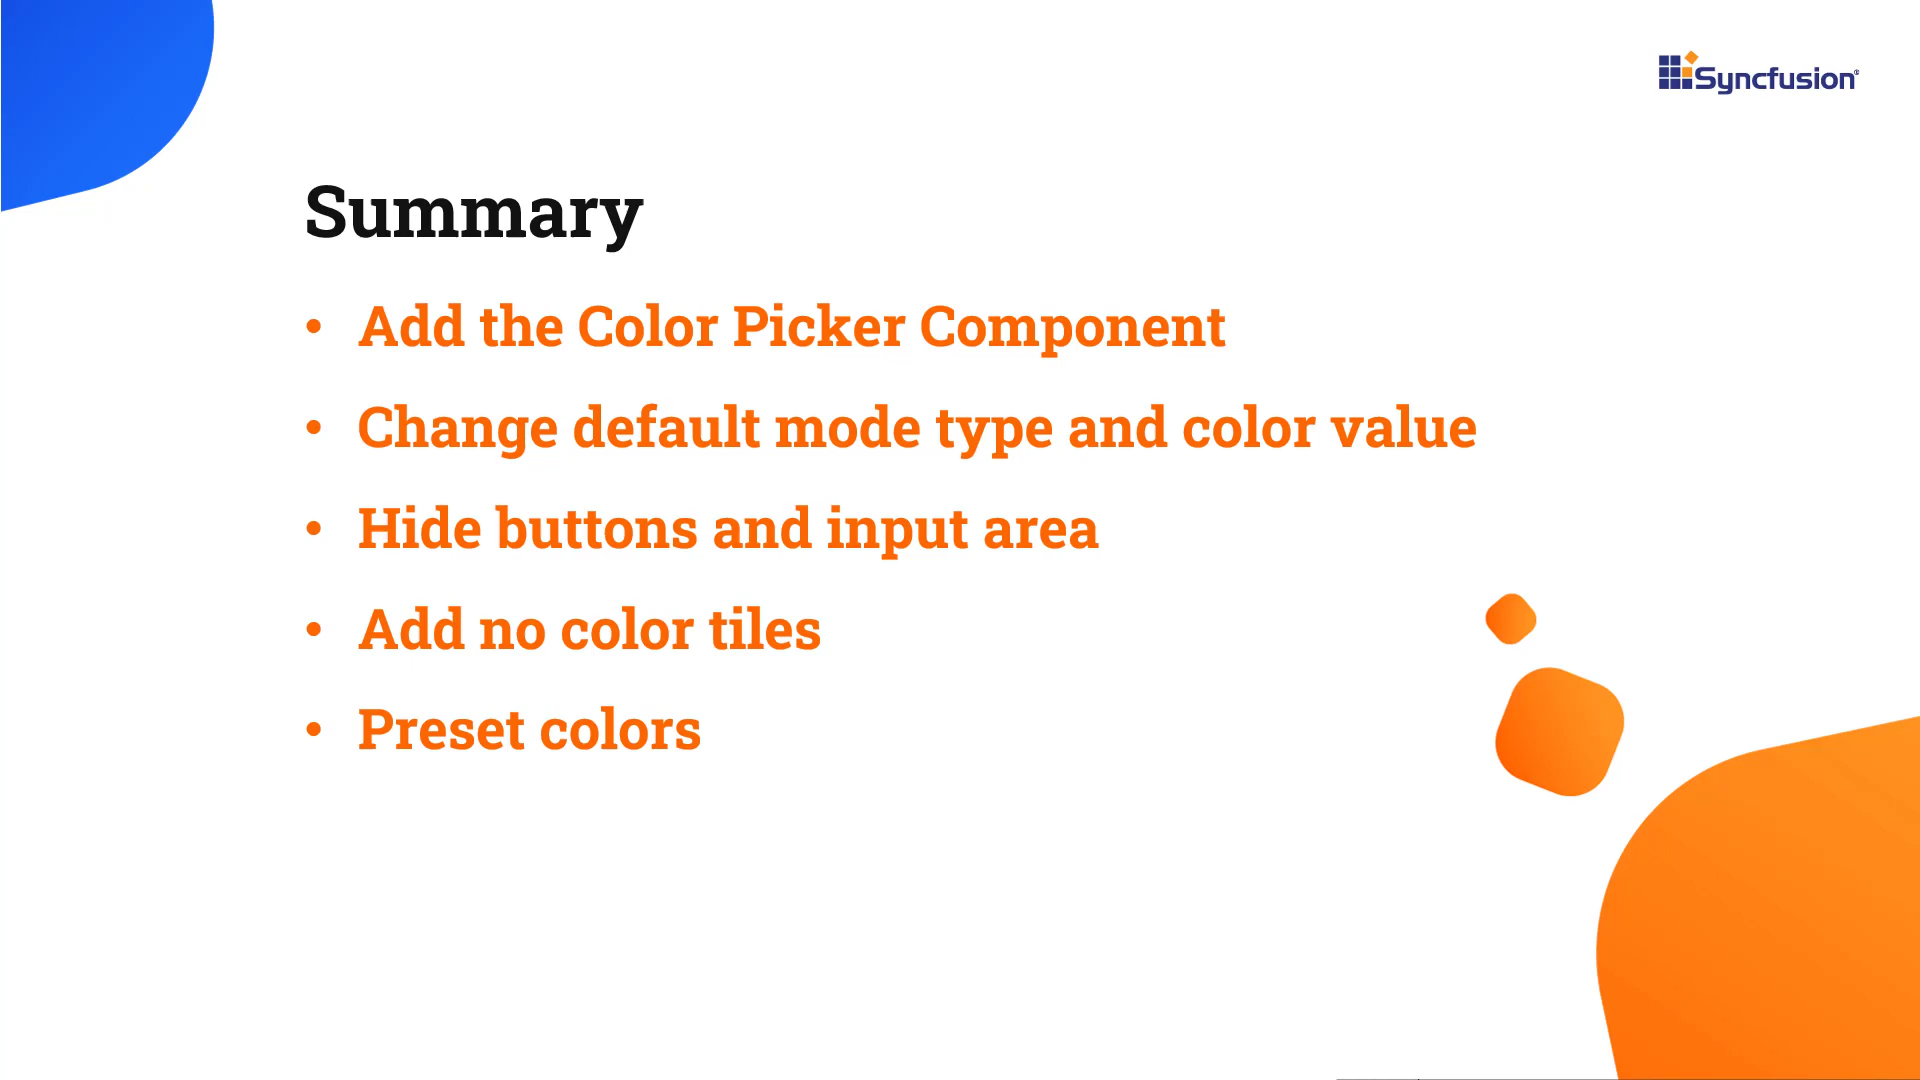 Syncfusion®
Summary
• Add the Color Picker Component
• Change default mode type and color value
• Hide buttons and input area
• Add no color tiles
• Preset colors